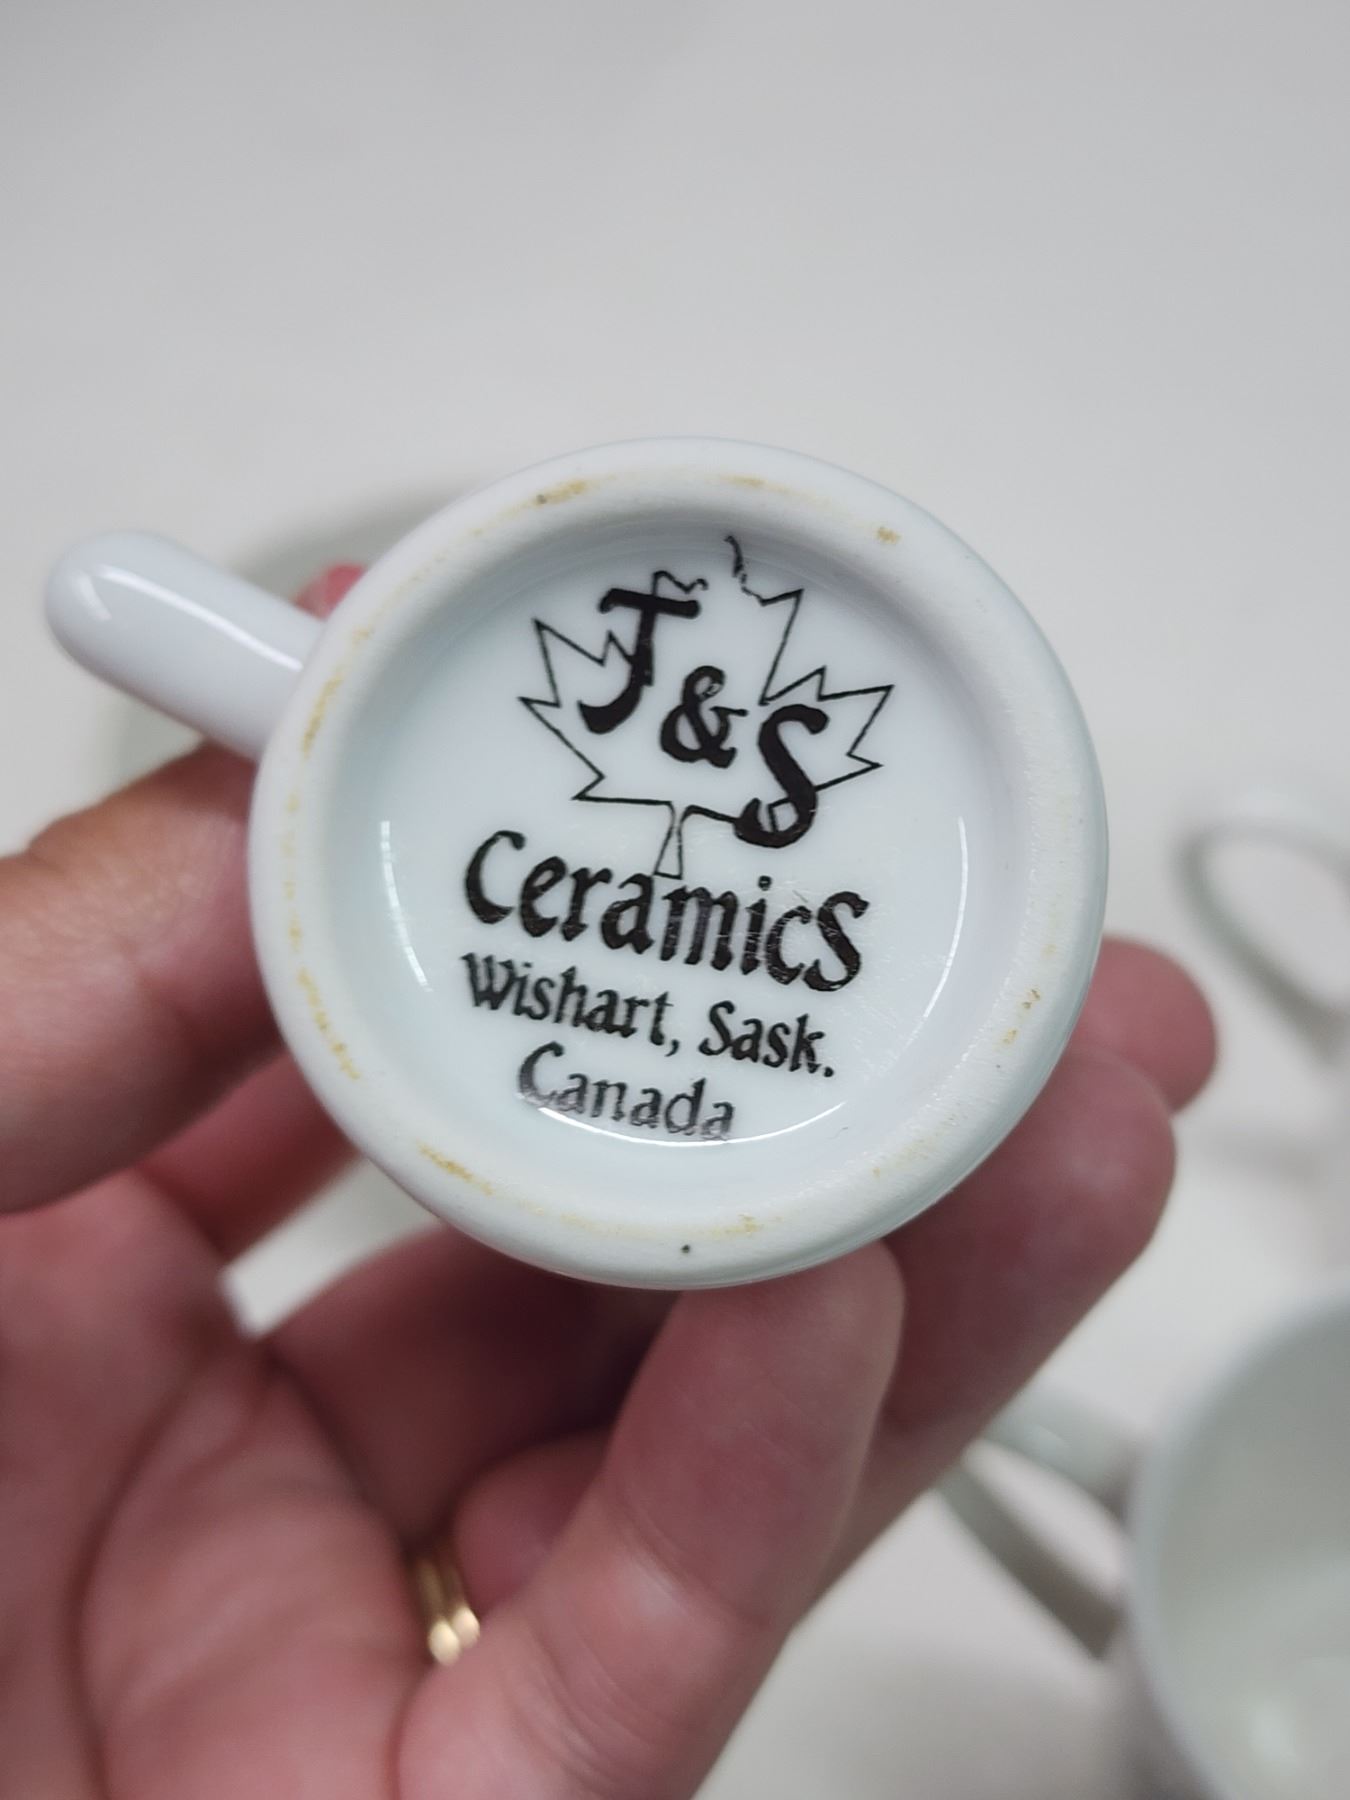 J & S
Ceramics
Wishart, Sask.
Canada